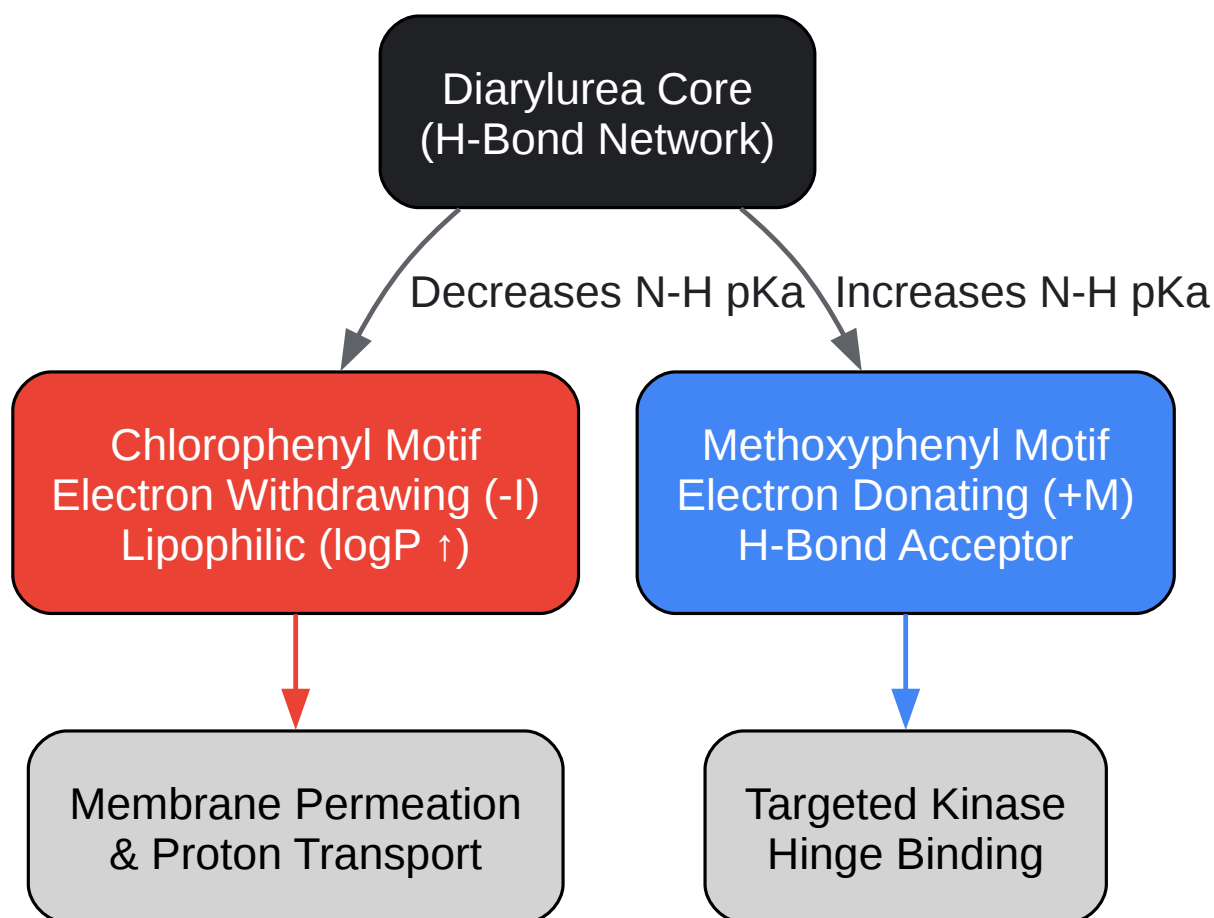 Diarylurea Core
(H-Bond Network)
Decreases N-H pKa
Increases N-H pKa
Chlorophenyl Motif
Electron Withdrawing (-I)
Lipophilic (logP ↑)
Methoxyphenyl Motif
Electron Donating (+M)
H-Bond Acceptor
Membrane Permeation
& Proton Transport
Targeted Kinase
Hinge Binding